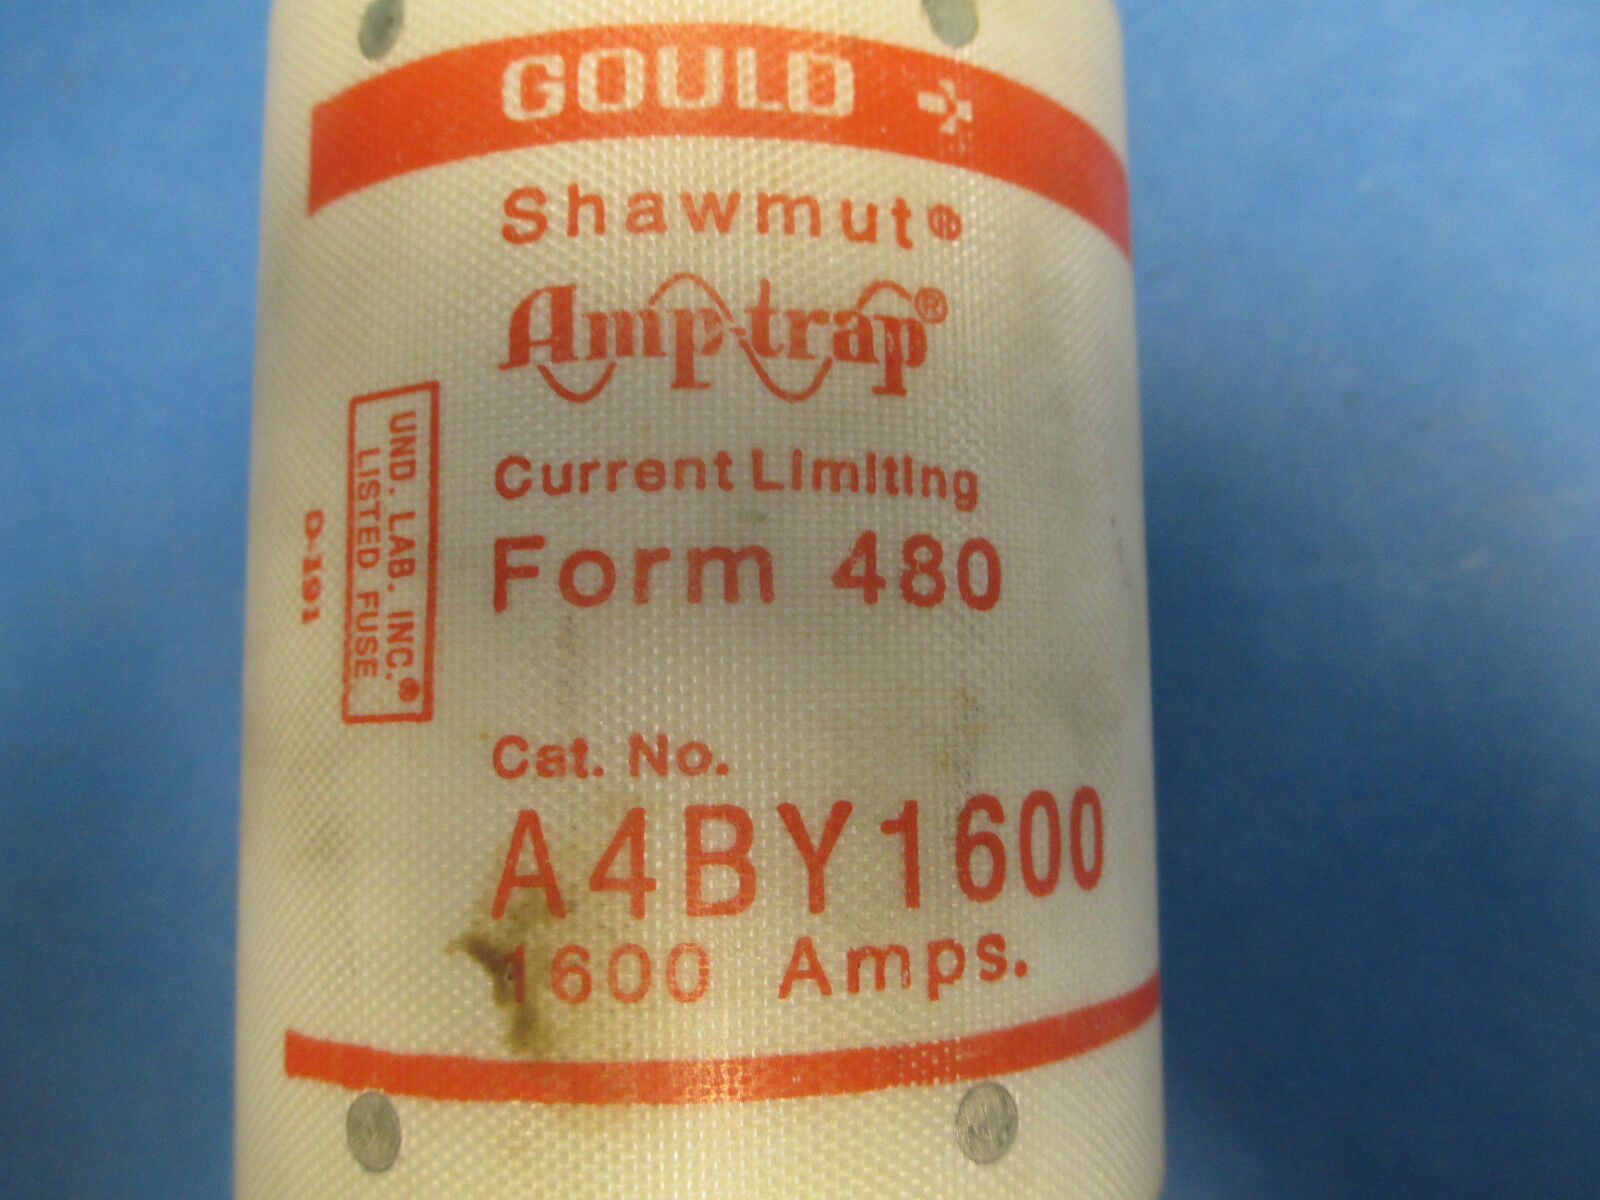 GOULD
Shawmut®
Amp-trap®
Current Limiting
Form 480
Cat. No.
A4BY1600
1600 Amps.
UND. LAB. INC.®
LISTED FUSE